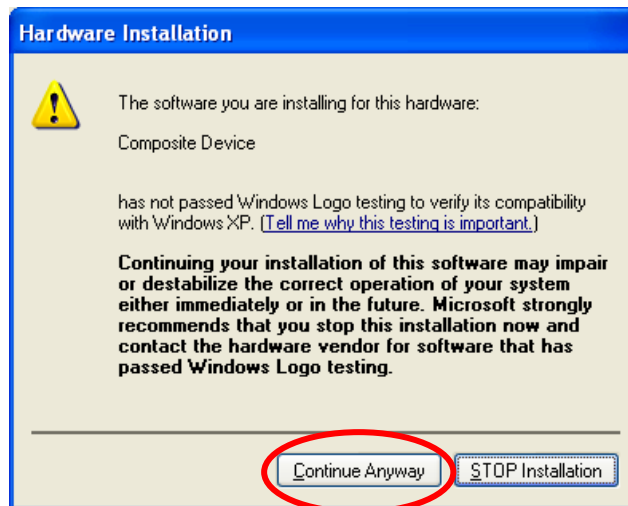 Hardware Installation
The software you are installing for this hardware:
Composite Device
has not passed Windows Logo testing to verify its compatibility
with Windows XP. (Tell me why this testing is important.)
Continuing your installation of this software may impair
or destabilize the correct operation of your system
either immediately or in the future. Microsoft strongly
recommends that you stop this installation now and
contact the hardware vendor for software that has
passed Windows Logo testing.
Continue Anyway STOP Installation